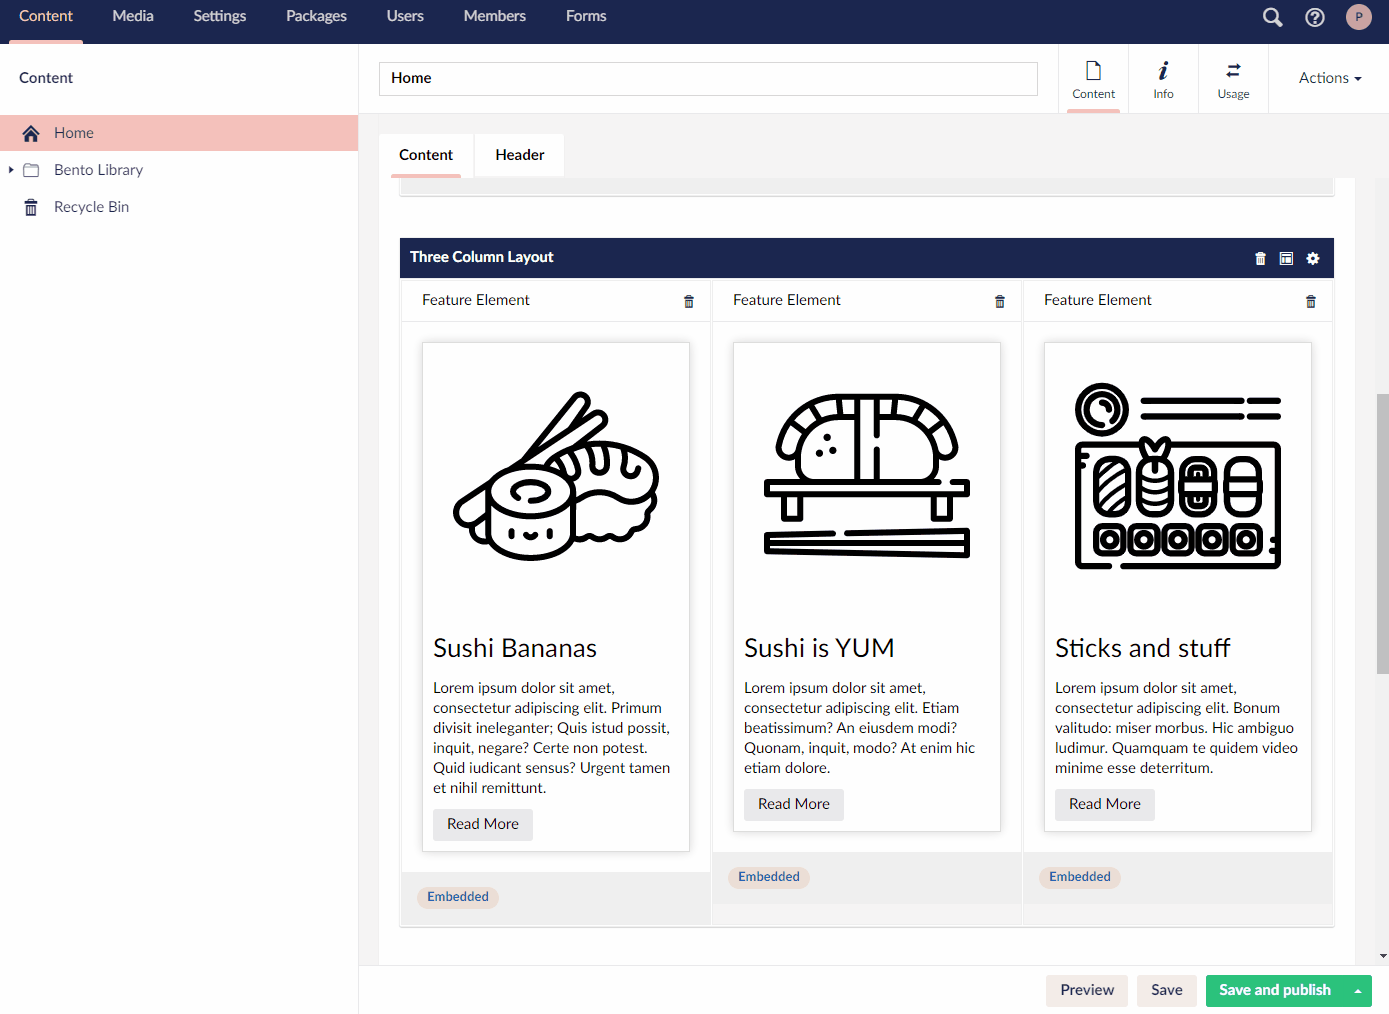 Content Media Settings Packages Users Members Forms P
Content
Home
Bento Library
Recycle Bin
Home
Content Info Usage Actions
Content Header
Three Column Layout
Feature Element
Sushi Bananas
Lorem ipsum dolor sit amet,
consectetur adipiscing elit. Primum
divisit ineleganter; Quis istud possit,
inquit, negare? Certe non potest.
Quid iudicant sensus? Urgent tamen
et nihil remittunt.
Read More
Embedded
Feature Element
Sushi is YUM
Lorem ipsum dolor sit amet,
consectetur adipiscing elit. Etiam
beatissimum? An eiusdem modi?
Quonam, inquit, modo? At enim hic
etiam dolore.
Read More
Embedded
Feature Element
Sticks and stuff
Lorem ipsum dolor sit amet,
consectetur adipiscing elit. Bonum
valitudo: miser morbus. Hic ambiguo
ludimur. Quamquam te quidem video
minime esse deterritum.
Read More
Embedded
Preview Save Save and publish